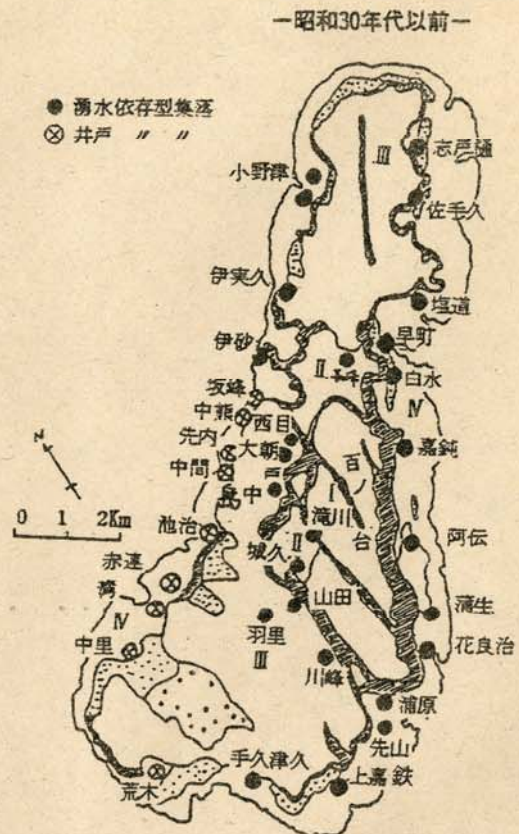 —昭和30年代以前—
● 湧水依存型集落
⊗ 井戸 〃 〃
志戸桶
III
小野津
佐手久
伊実久
塩道
伊砂
早町
II
白水
坂嶺
IV
中熊
西目
先内
大朝戸
嘉鈍
百ノ台
中間
島中
滝川
池治
II
阿伝
城久
赤連
湾
山田
蒲生
IV
羽里
花良治
中里
III
川峰
浦原
先山
手久津久
上嘉鉄
荒木
N
0 1 2Km